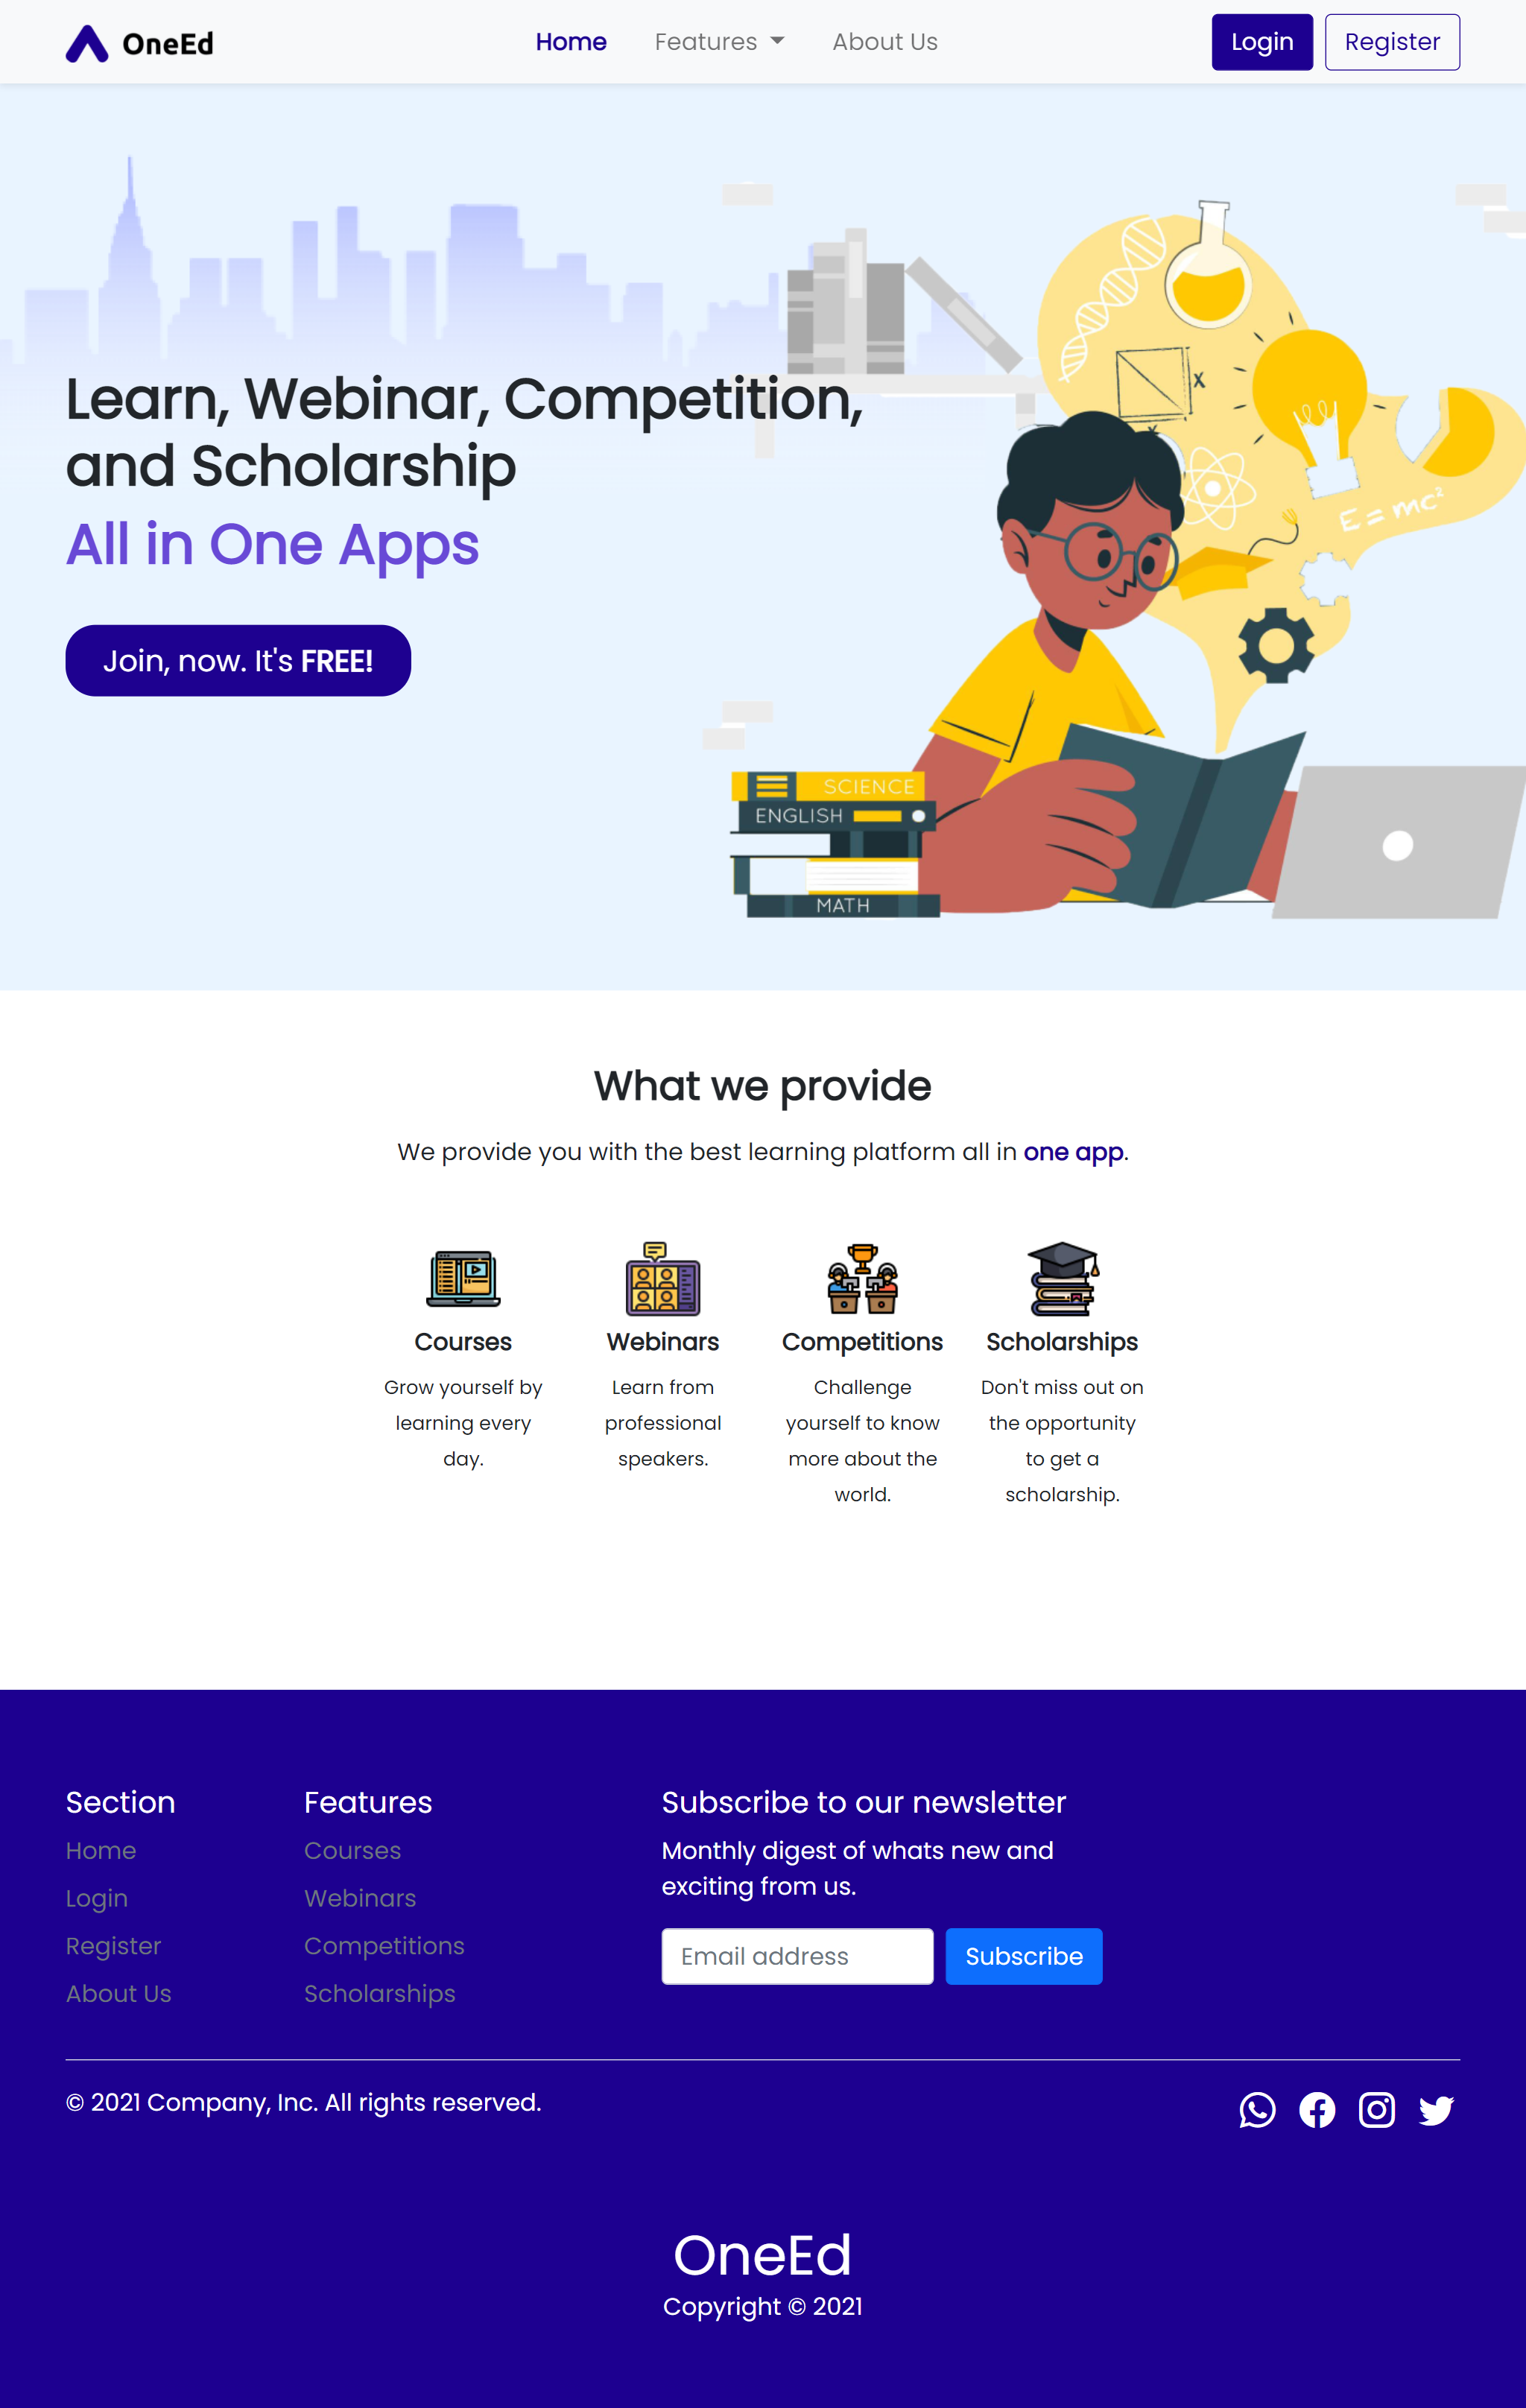 OneEd
Home Features About Us
Login Register
Learn, Webinar, Competition,
and Scholarship
All in One Apps
Join, now. It's FREE!
x
x
E = mc²
SCIENCE
ENGLISH
MATH
What we provide
We provide you with the best learning platform all in one app.
Courses
Grow yourself by
learning every
day.
Webinars
Learn from
professional
speakers.
Competitions
Challenge
yourself to know
more about the
world.
Scholarships
Don't miss out on
the opportunity
to get a
scholarship.
Section
Home
Login
Register
About Us
Features
Courses
Webinars
Competitions
Scholarships
Subscribe to our newsletter
Monthly digest of whats new and
exciting from us.
Email address
Subscribe
© 2021 Company, Inc. All rights reserved.
OneEd
Copyright © 2021